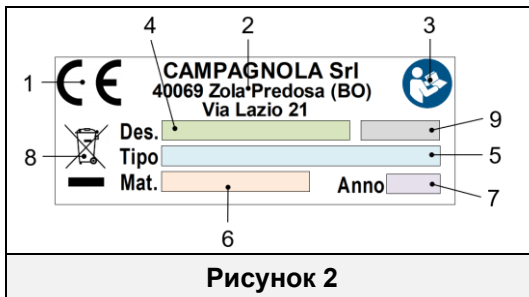 4 2 3
1 CE CAMPAGNOLA Srl
40069 Zola Predosa (BO)
Via Lazio 21
8 Des. 9
Tipo 5
Mat. Anno 7
6
Рисунок 2